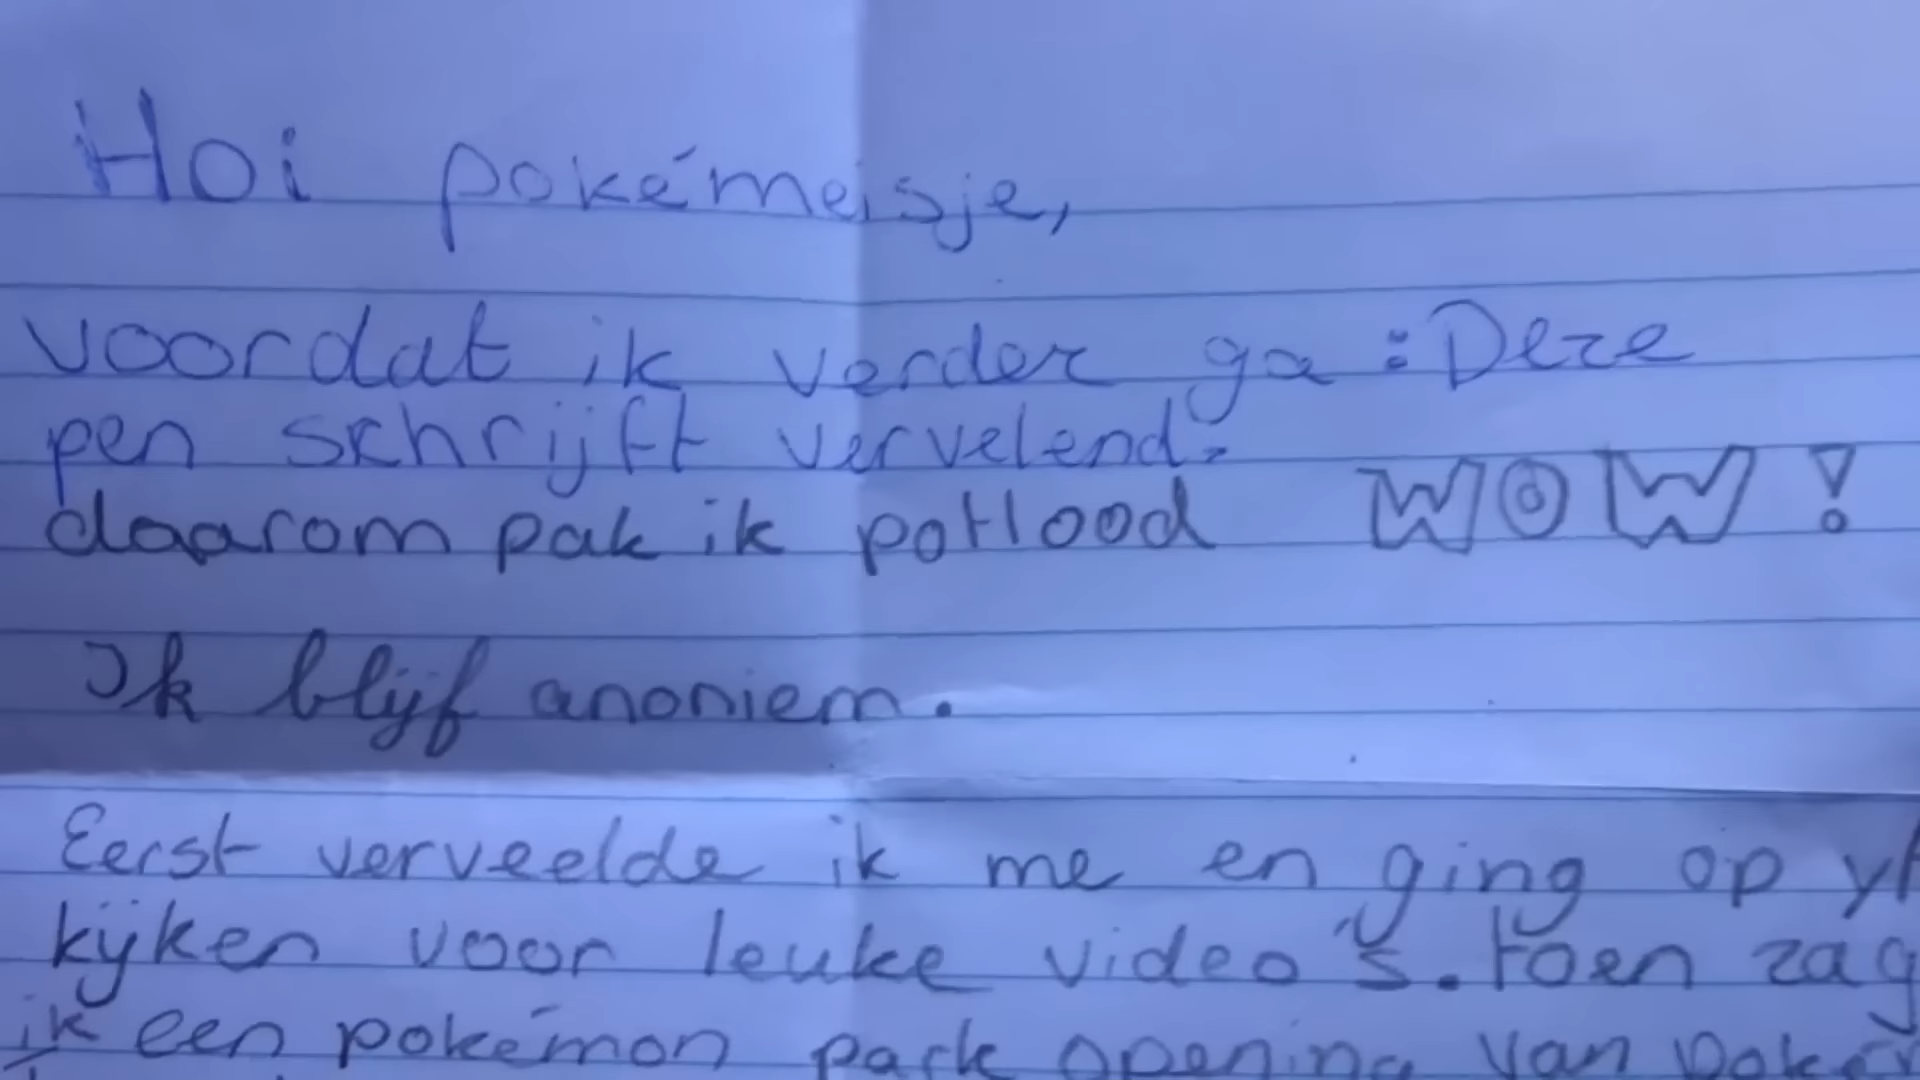 Hoi pokémeisje,
voordat ik verder ga : Deze
pen schrijft vervelend.
daarom pak ik potlood WOW!
Ik blijf anoniem.
Eerst verveelde ik me en ging op yt
kijken voor leuke video's. toen zag
ik een pokémon pack opening van